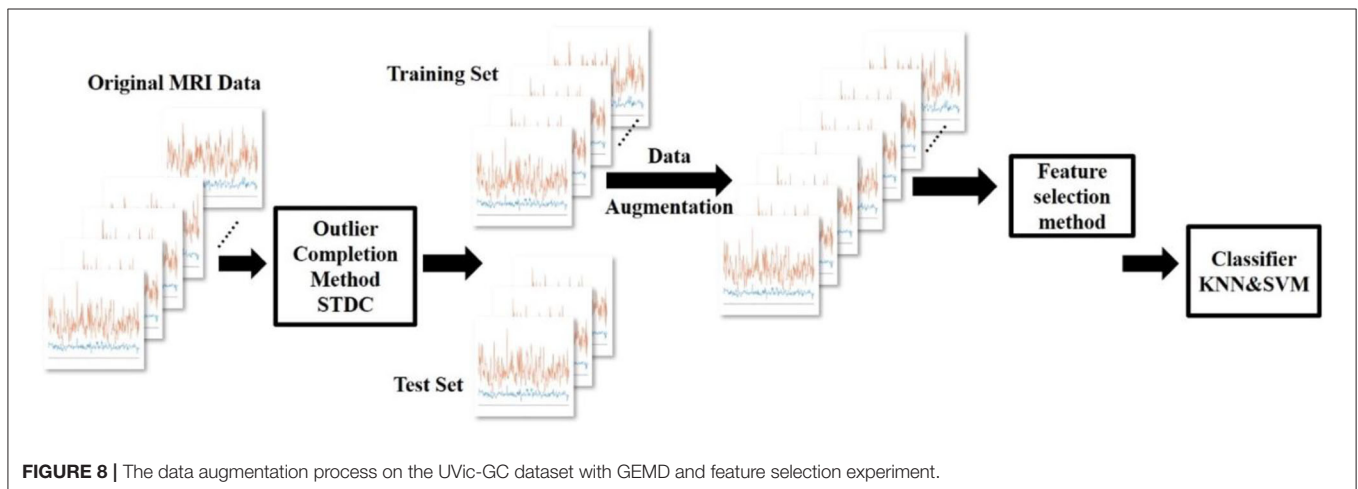 Original MRI Data
Training Set
Outlier
Completion
Method
STDC
Test Set
Data
Augmentation
Feature
selection
method
Classifier
KNN&SVM
FIGURE 8 | The data augmentation process on the UVic-GC dataset with GEMD and feature selection experiment.